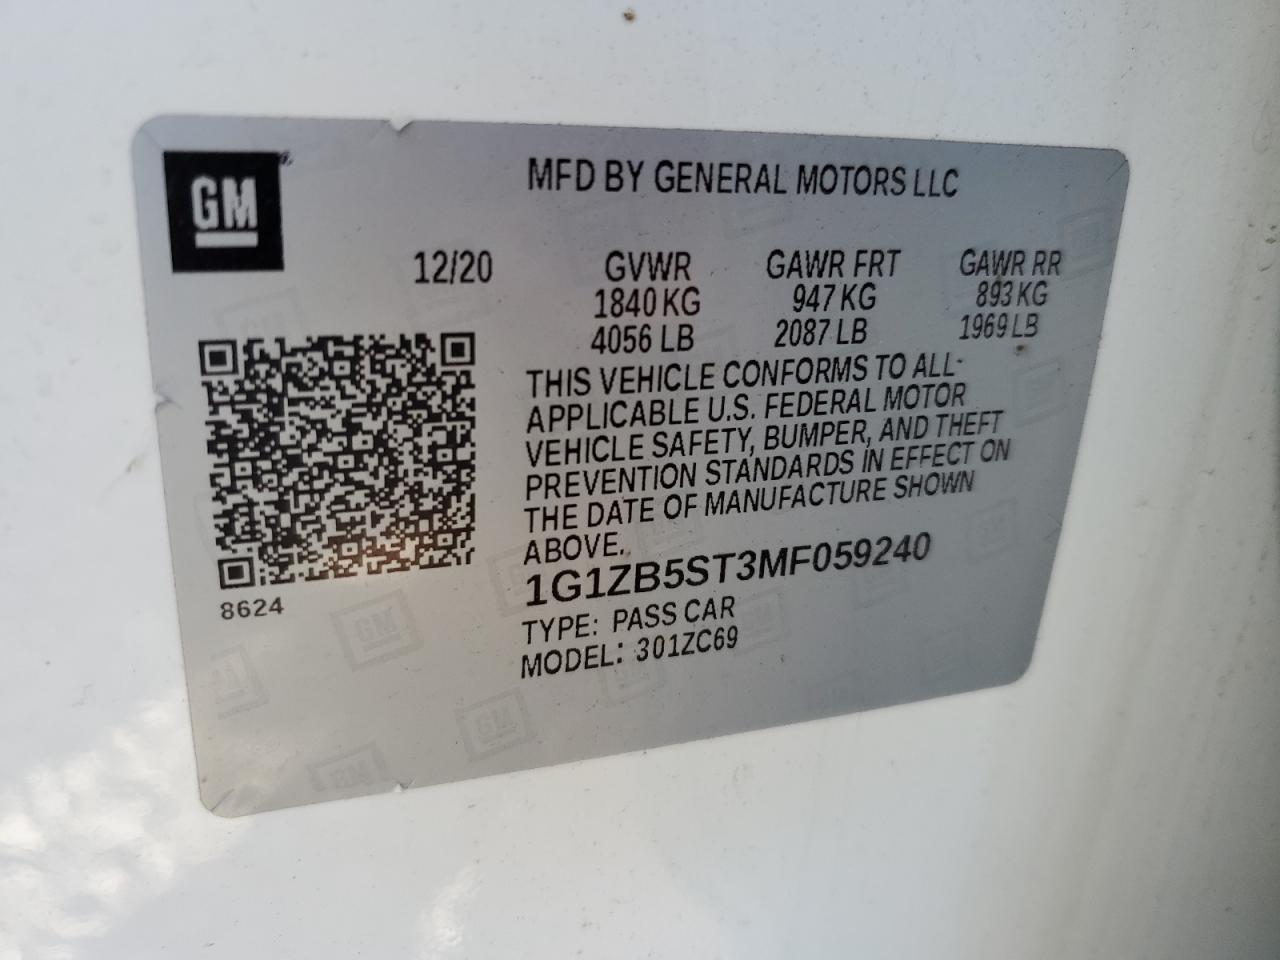 GM
MFD BY GENERAL MOTORS LLC
12/20 GVWR GAWR FRT GAWR RR
1840 KG 947 KG 893 KG
4056 LB 2087 LB 1969 LB
THIS VEHICLE CONFORMS TO ALL
APPLICABLE U.S. FEDERAL MOTOR
VEHICLE SAFETY, BUMPER, AND THEFT
PREVENTION STANDARDS IN EFFECT ON
THE DATE OF MANUFACTURE SHOWN
ABOVE.
1G1ZB5ST3MF059240
TYPE: PASS CAR
MODEL: 301ZC69
8624